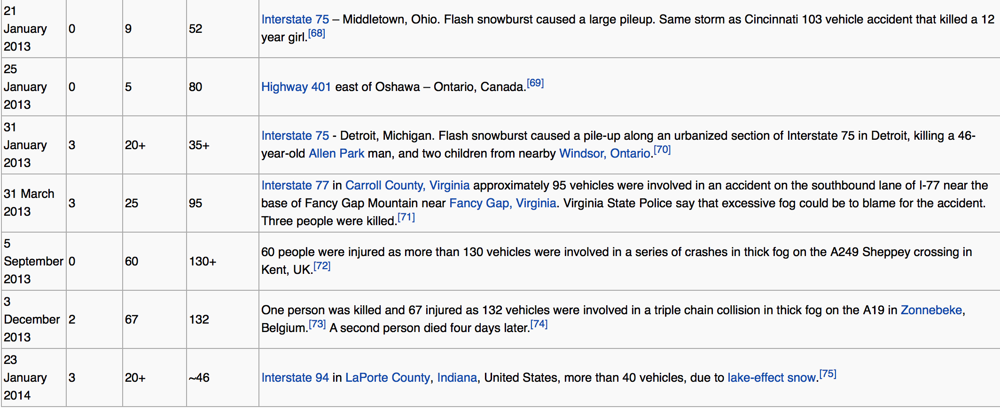 21
January
2013
0
9
52
Interstate 75 – Middletown, Ohio. Flash snowburst caused a large pileup. Same storm as Cincinnati 103 vehicle accident that killed a 12
year girl.[68]
25
January
2013
0
5
80
Highway 401 east of Oshawa – Ontario, Canada.[69]
31
January
2013
3
20+
35+
Interstate 75 - Detroit, Michigan. Flash snowburst caused a pile-up along an urbanized section of Interstate 75 in Detroit, killing a 46-
year-old Allen Park man, and two children from nearby Windsor, Ontario.[70]
31 March
2013
3
25
95
Interstate 77 in Carroll County, Virginia approximately 95 vehicles were involved in an accident on the southbound lane of I-77 near the
base of Fancy Gap Mountain near Fancy Gap, Virginia. Virginia State Police say that excessive fog could be to blame for the accident.
Three people were killed.[71]
5
September
2013
0
60
130+
60 people were injured as more than 130 vehicles were involved in a series of crashes in thick fog on the A249 Sheppey crossing in
Kent, UK.[72]
3
December
2013
2
67
132
One person was killed and 67 injured as 132 vehicles were involved in a triple chain collision in thick fog on the A19 in Zonnebeke,
Belgium.[73] A second person died four days later.[74]
23
January
2014
3
20+
~46
Interstate 94 in LaPorte County, Indiana, United States, more than 40 vehicles, due to lake-effect snow.[75]